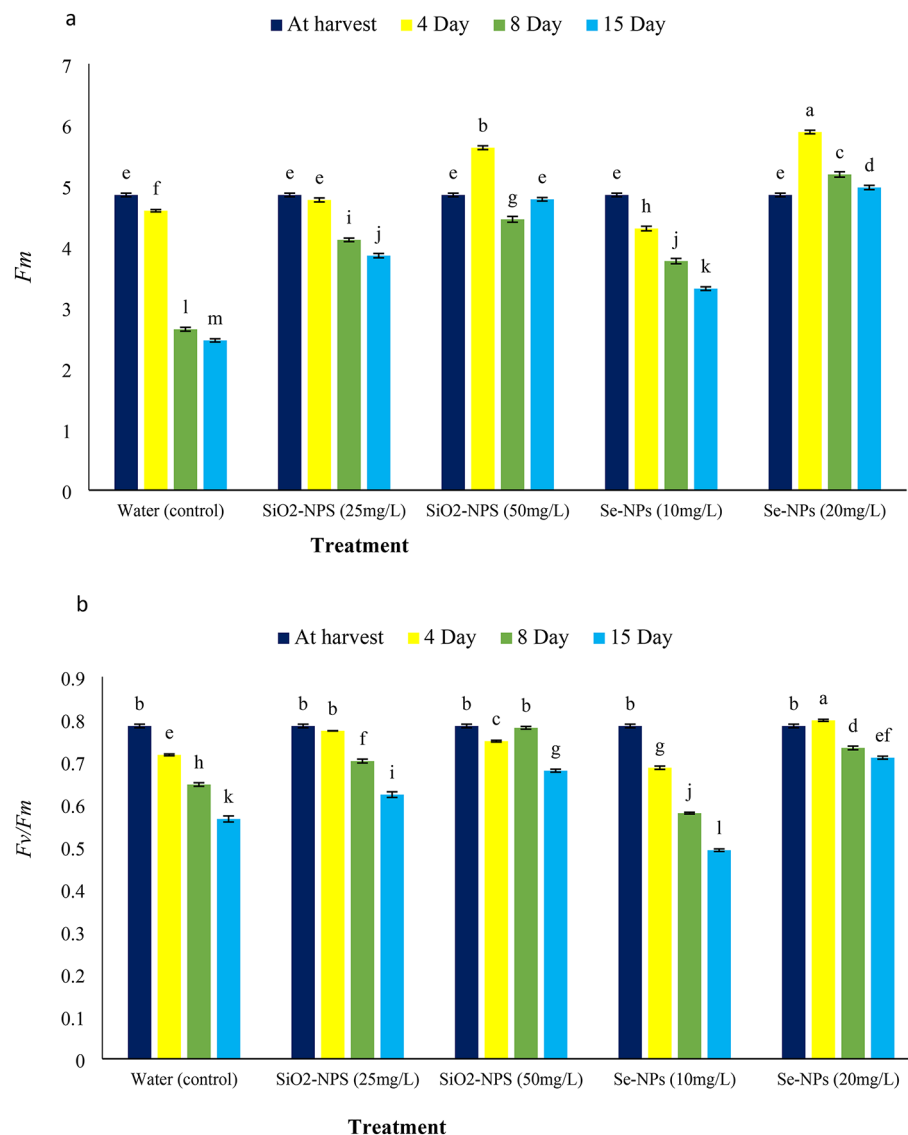 a
At harvest 4 Day 8 Day 15 Day
7
6
5
4
3
2
1
0
Fm
e f l m e e i j e b g e e h j k e a c d
Water (control) SiO2-NPS (25mg/L) SiO2-NPS (50mg/L) Se-NPs (10mg/L) Se-NPs (20mg/L)
Treatment
b
At harvest 4 Day 8 Day 15 Day
0.9
0.8
0.7
0.6
0.5
0.4
0.3
0.2
0.1
0
Fv/Fm
b e h k b b f i b c b g b g j l b a d ef
Water (control) SiO2-NPS (25mg/L) SiO2-NPS (50mg/L) Se-NPs (10mg/L) Se-NPs (20mg/L)
Treatment